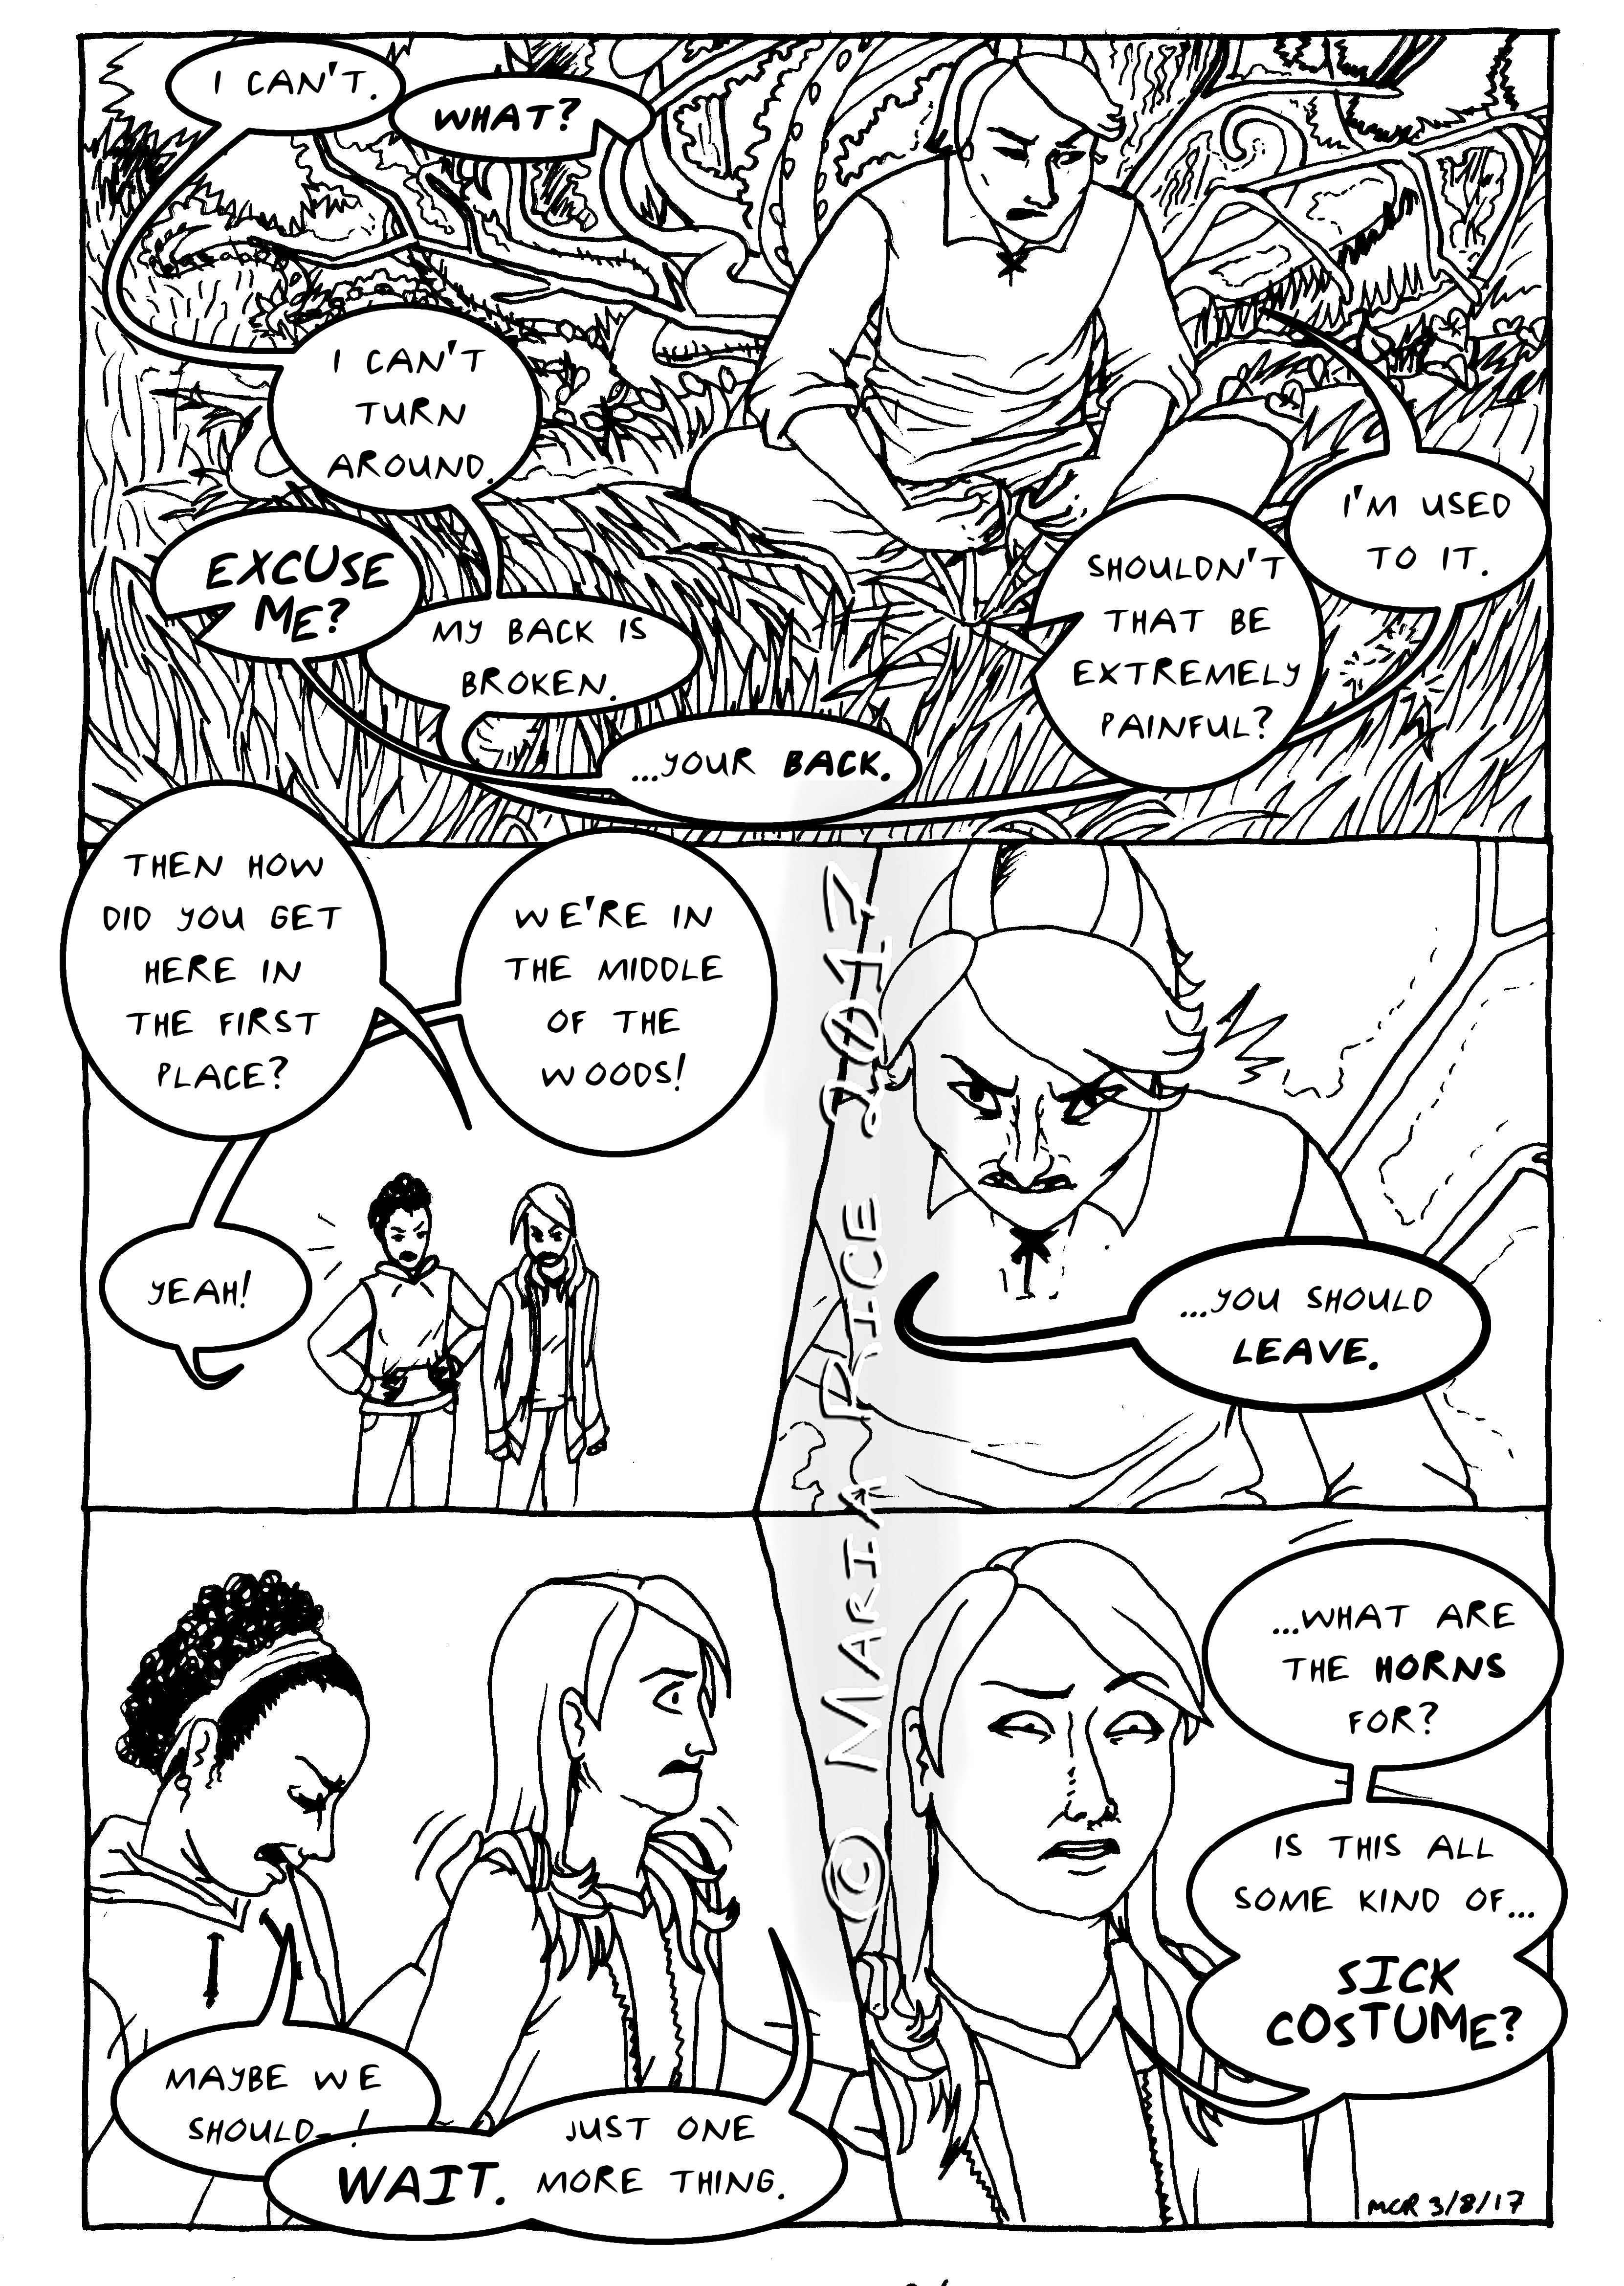 I CAN'T.
WHAT?
I CAN'T
TURN
AROUND.
EXCUSE
ME?
MY BACK IS
BROKEN.
...YOUR BACK.
SHOULDN'T
THAT BE
EXTREMELY
PAINFUL?
I'M USED
TO IT.
THEN HOW
DID YOU GET
HERE IN
THE FIRST
PLACE?
WE'RE IN
THE MIDDLE
OF THE
WOODS!
YEAH!
...YOU SHOULD
LEAVE.
MAYBE WE
SHOULD-!
WAIT.
JUST ONE
MORE THING.
...WHAT ARE
THE HORNS
FOR?
IS THIS ALL
SOME KIND OF...
SICK
COSTUME?
© MARIA RICE 2017
MCR 3/8/17